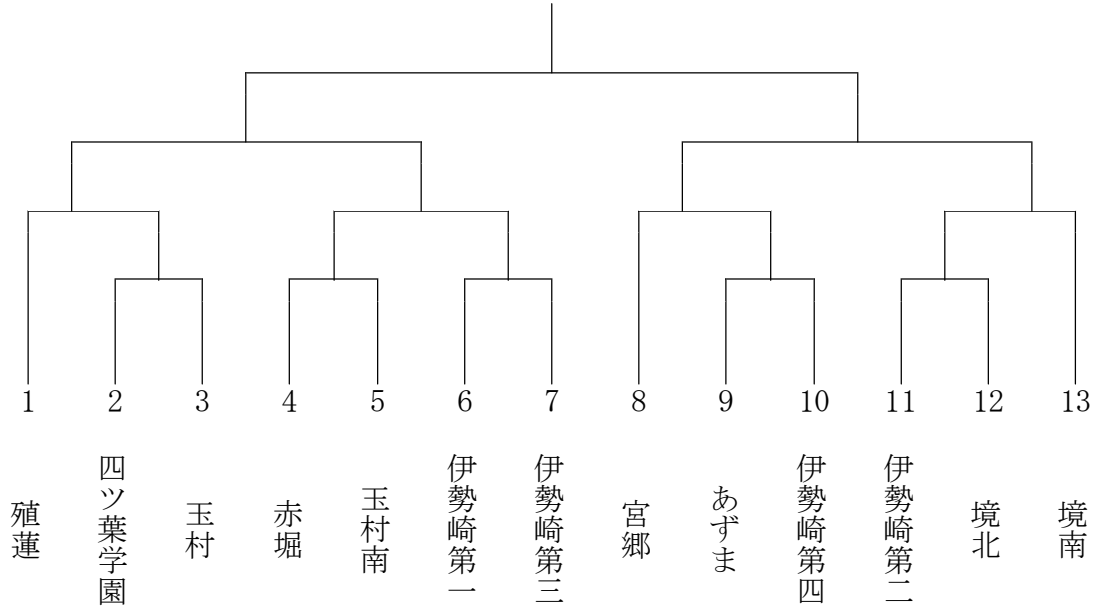 1
2
3
4
5
6
7
8
9
10
11
12
13
殖蓮
四ツ葉学園
玉村
赤堀
玉村南
伊勢崎第一
伊勢崎第三
宮郷
あずま
伊勢崎第四
伊勢崎第二
境北
境南